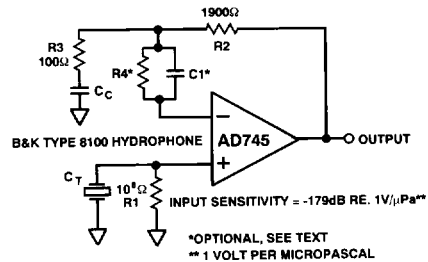 1900Ω
R2
R3
100Ω
R4*
C1*
CC
B&K TYPE 8100 HYDROPHONE
AD745
OUTPUT
CT
10⁸Ω
R1
INPUT SENSITIVITY = -179dB RE. 1V/μPa**
*OPTIONAL, SEE TEXT
** 1 VOLT PER MICROPASCAL